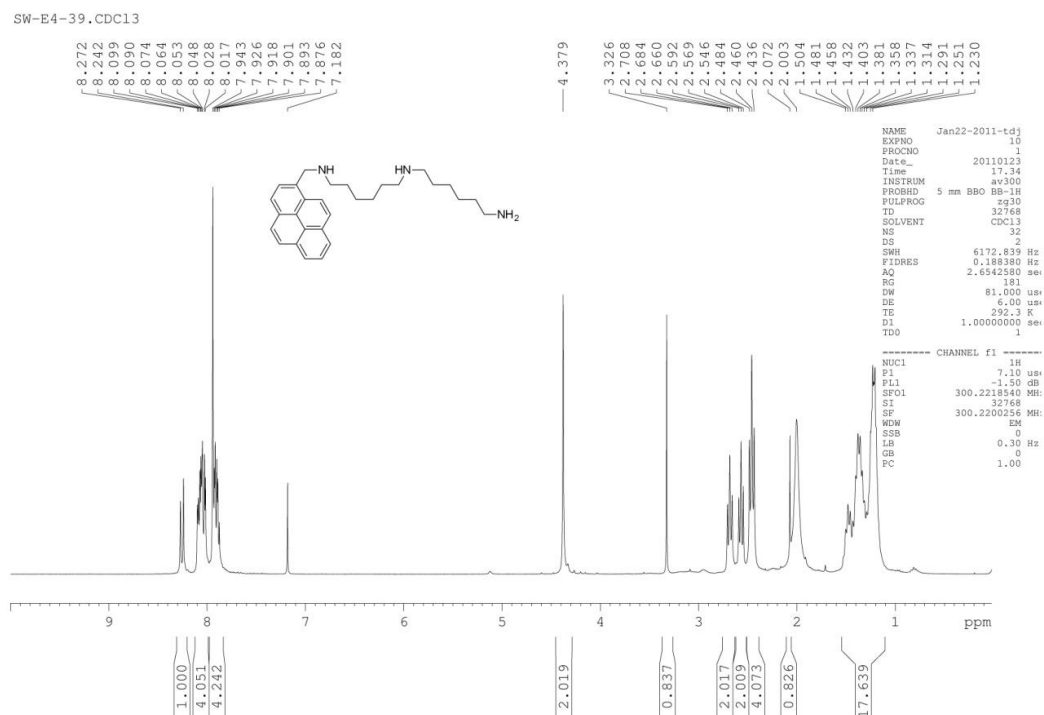 SW-E4-39.CDCl3
8.272
8.242
8.099
8.090
8.074
8.064
8.053
8.048
8.028
8.017
7.943
7.926
7.918
7.901
7.893
7.876
7.182
4.379
3.326
2.708
2.684
2.660
2.592
2.569
2.546
2.484
2.460
2.436
2.072
2.003
1.504
1.481
1.458
1.432
1.403
1.381
1.358
1.337
1.314
1.291
1.251
1.230
NH
HN
NH2
NAME Jan22-2011-tdj
EXPNO 10
PROCNO 1
Date_ 20110123
Time 17.34
INSTRUM av300
PROBHD 5 mm BBO BB-1H
PULPROG zg30
TD 32768
SOLVENT CDCl3
NS 32
DS 2
SWH 6172.839 Hz
FIDRES 0.188380 Hz
AQ 2.6542580 sec
RG 181
DW 81.000 us
DE 6.00 us
TE 292.3 K
D1 1.00000000 sec
TD0 1
======== CHANNEL f1 ======
NUC1 1H
P1 7.10 us
PL1 -1.50 dB
SFO1 300.2218540 MH
SI 32768
SF 300.2200256 MH
WDW EM
SSB 0
LB 0.30 Hz
GB 0
PC 1.00
9 8 7 6 5 4 3 2 1 ppm
1.000
4.051
4.242
2.019
0.837
2.017
2.009
4.073
0.826
17.639